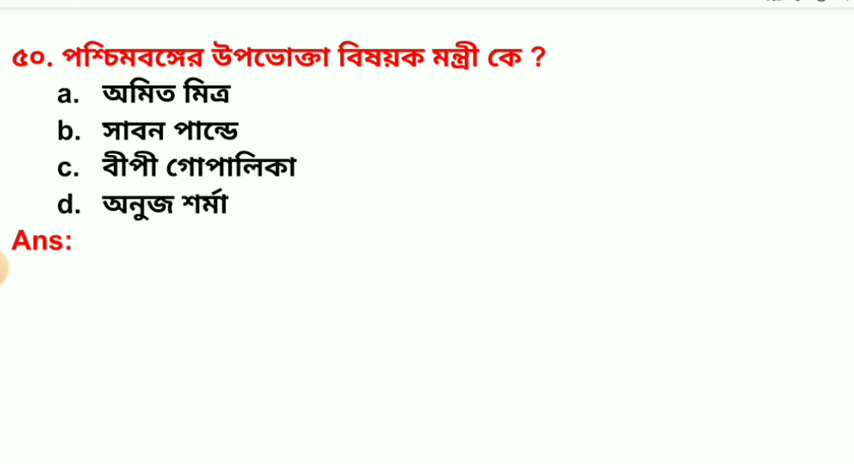 ৫০. পশ্চিমবঙ্গের উপভোক্তা বিষয়ক মন্ত্রী কে ?
a. অমিত মিত্র
b. সাবন পান্ডে
c. বীপী গোপালিকা
d. অনুজ শর্মা
Ans: